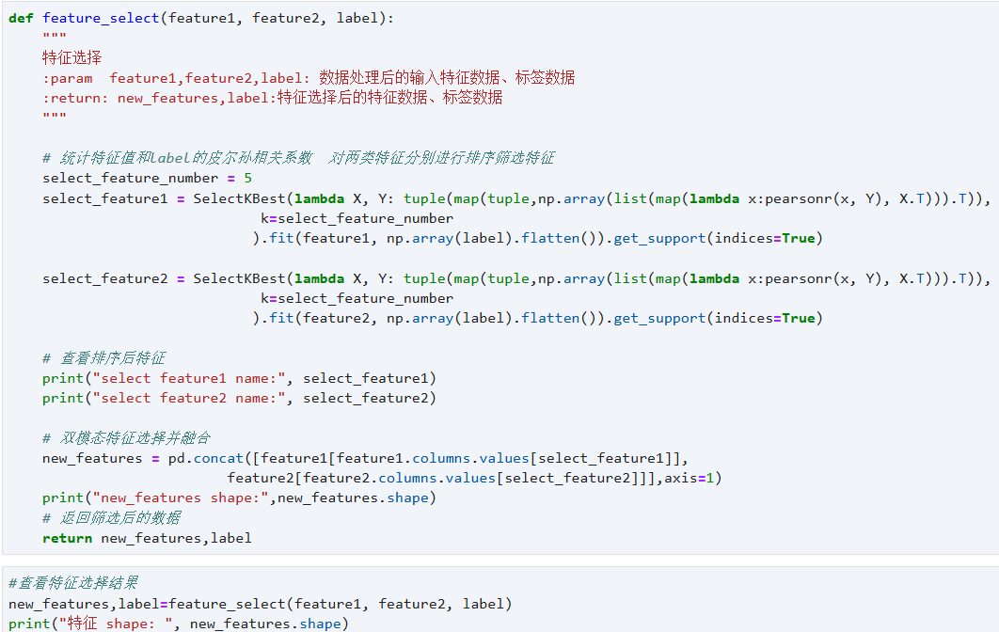 def feature_select(feature1, feature2, label):
    """
    特征选择
    :param  feature1,feature2,label: 数据处理后的输入特征数据、标签数据
    :return: new_features,label:特征选择后的特征数据、标签数据
    """
    # 统计特征值和label的皮尔孙相关系数  对两类特征分别进行排序筛选特征
    select_feature_number = 5
    select_feature1 = SelectKBest(lambda X, Y: tuple(map(tuple,np.array(list(map(lambda x:pearsonr(x, Y), X.T))).T)),
                              k=select_feature_number
                             ).fit(feature1, np.array(label).flatten()).get_support(indices=True)
    select_feature2 = SelectKBest(lambda X, Y: tuple(map(tuple,np.array(list(map(lambda x:pearsonr(x, Y), X.T))).T)),
                              k=select_feature_number
                             ).fit(feature2, np.array(label).flatten()).get_support(indices=True)
    # 查看排序后特征
    print("select feature1 name:", select_feature1)
    print("select feature2 name:", select_feature2)
    # 双模态特征选择并融合
    new_features = pd.concat([feature1[feature1.columns.values[select_feature1]],
                          feature2[feature2.columns.values[select_feature2]]],axis=1)
    print("new_features shape:",new_features.shape)
    # 返回筛选后的数据
    return new_features,label
#查看特征选择结果
new_features,label=feature_select(feature1, feature2, label)
print("特征 shape: ", new_features.shape)